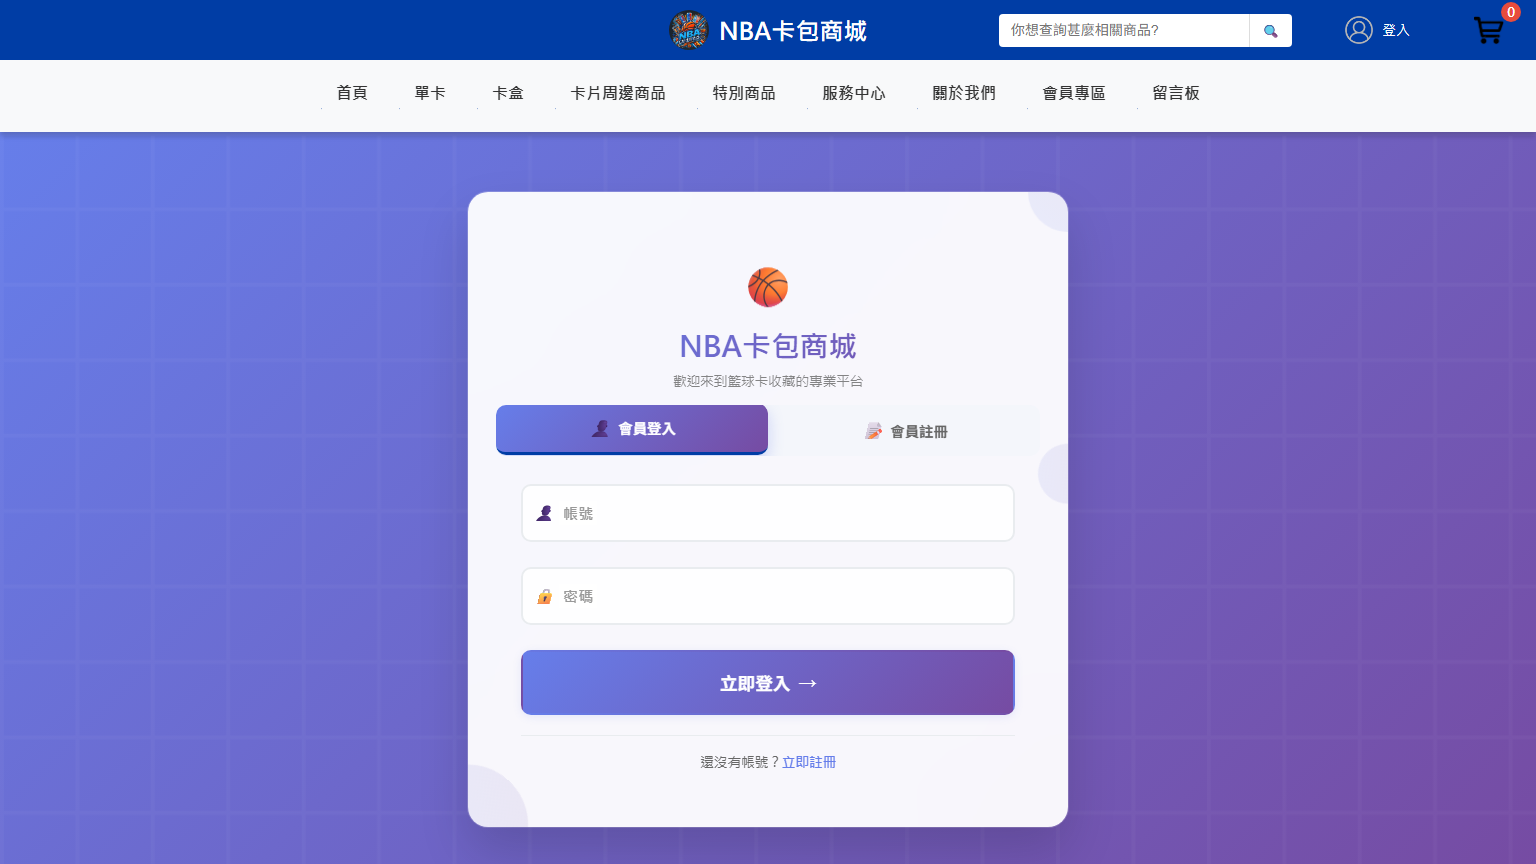 NBA卡包商城
你想查詢甚麼相關商品?
登入
0
首頁
單卡
卡盒
卡片周邊商品
特別商品
服務中心
關於我們
會員專區
留言板
NBA卡包商城
歡迎來到籃球卡收藏的專業平台
會員登入
會員註冊
帳號
密碼
立即登入 →
還沒有帳號？立即註冊